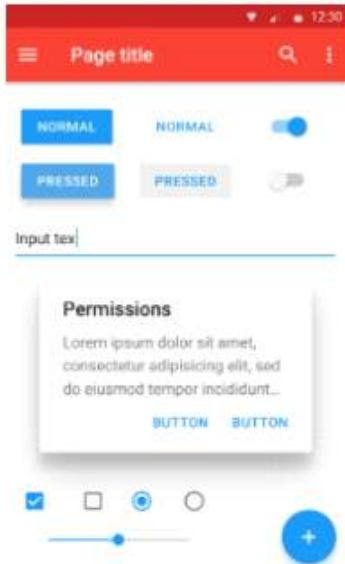 12:30
Page title
NORMAL NORMAL
PRESSED PRESSED
Input tex
Permissions
Lorem ipsum dolor sit amet,
consectetur adipisicing elit, sed
do eiusmod tempor incididunt...
BUTTON BUTTON